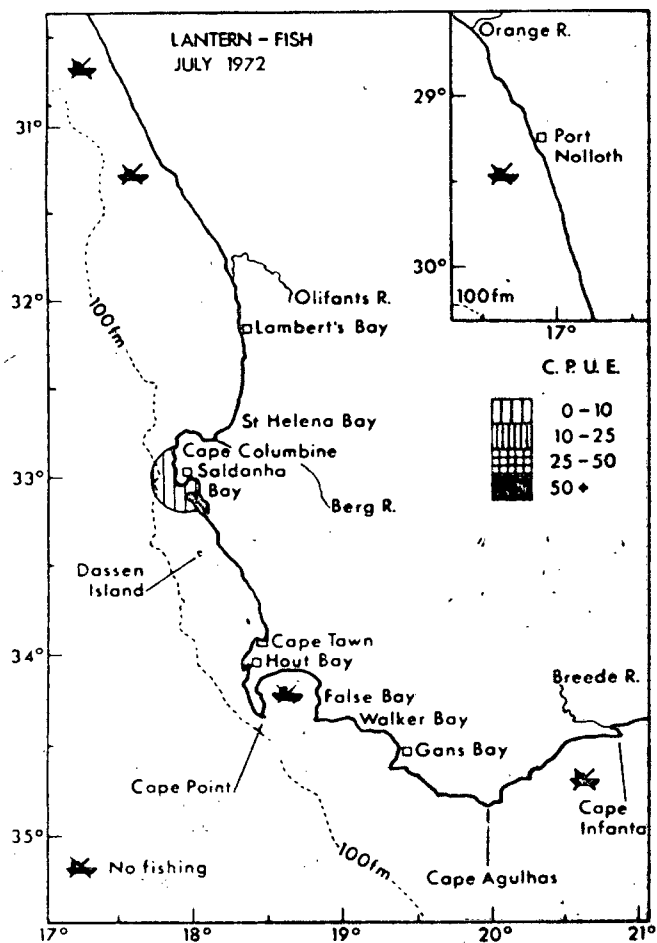 LANTERN - FISH
JULY 1972
Orange R.
29°
Port
Nolloth
30°
100fm
17°
31°
32°
33°
34°
35°
100fm
Olifants R.
Lambert's Bay
C. P. U. E.
0-10
10-25
25-50
50+
St Helena Bay
Cape Columbine
Saldanha
Bay
Berg R.
Dassen
Island
Cape Tawn
Hout Bay
False Bay
Walker Bay
Gans Bay
Breede R.
Cape Point
Cape
Infanta
100fm
Cape Agulhas
No fishing
17°
18°
19°
20°
21°